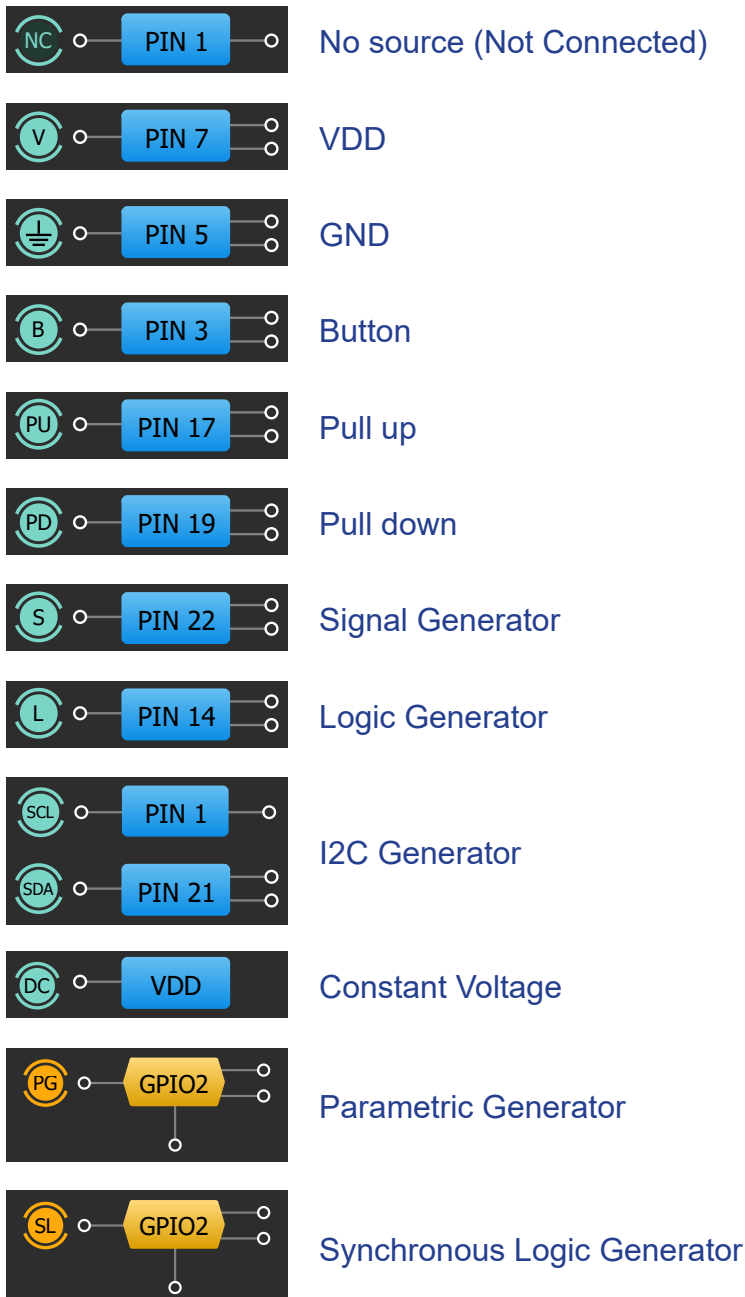 NC PIN 1 No source (Not Connected)
V PIN 7 VDD
PIN 5 GND
B PIN 3 Button
PU PIN 17 Pull up
PD PIN 19 Pull down
S PIN 22 Signal Generator
L PIN 14 Logic Generator
SCL PIN 1
I2C Generator
SDA PIN 21
DC VDD Constant Voltage
PG GPIO2 Parametric Generator
SL GPIO2 Synchronous Logic Generator